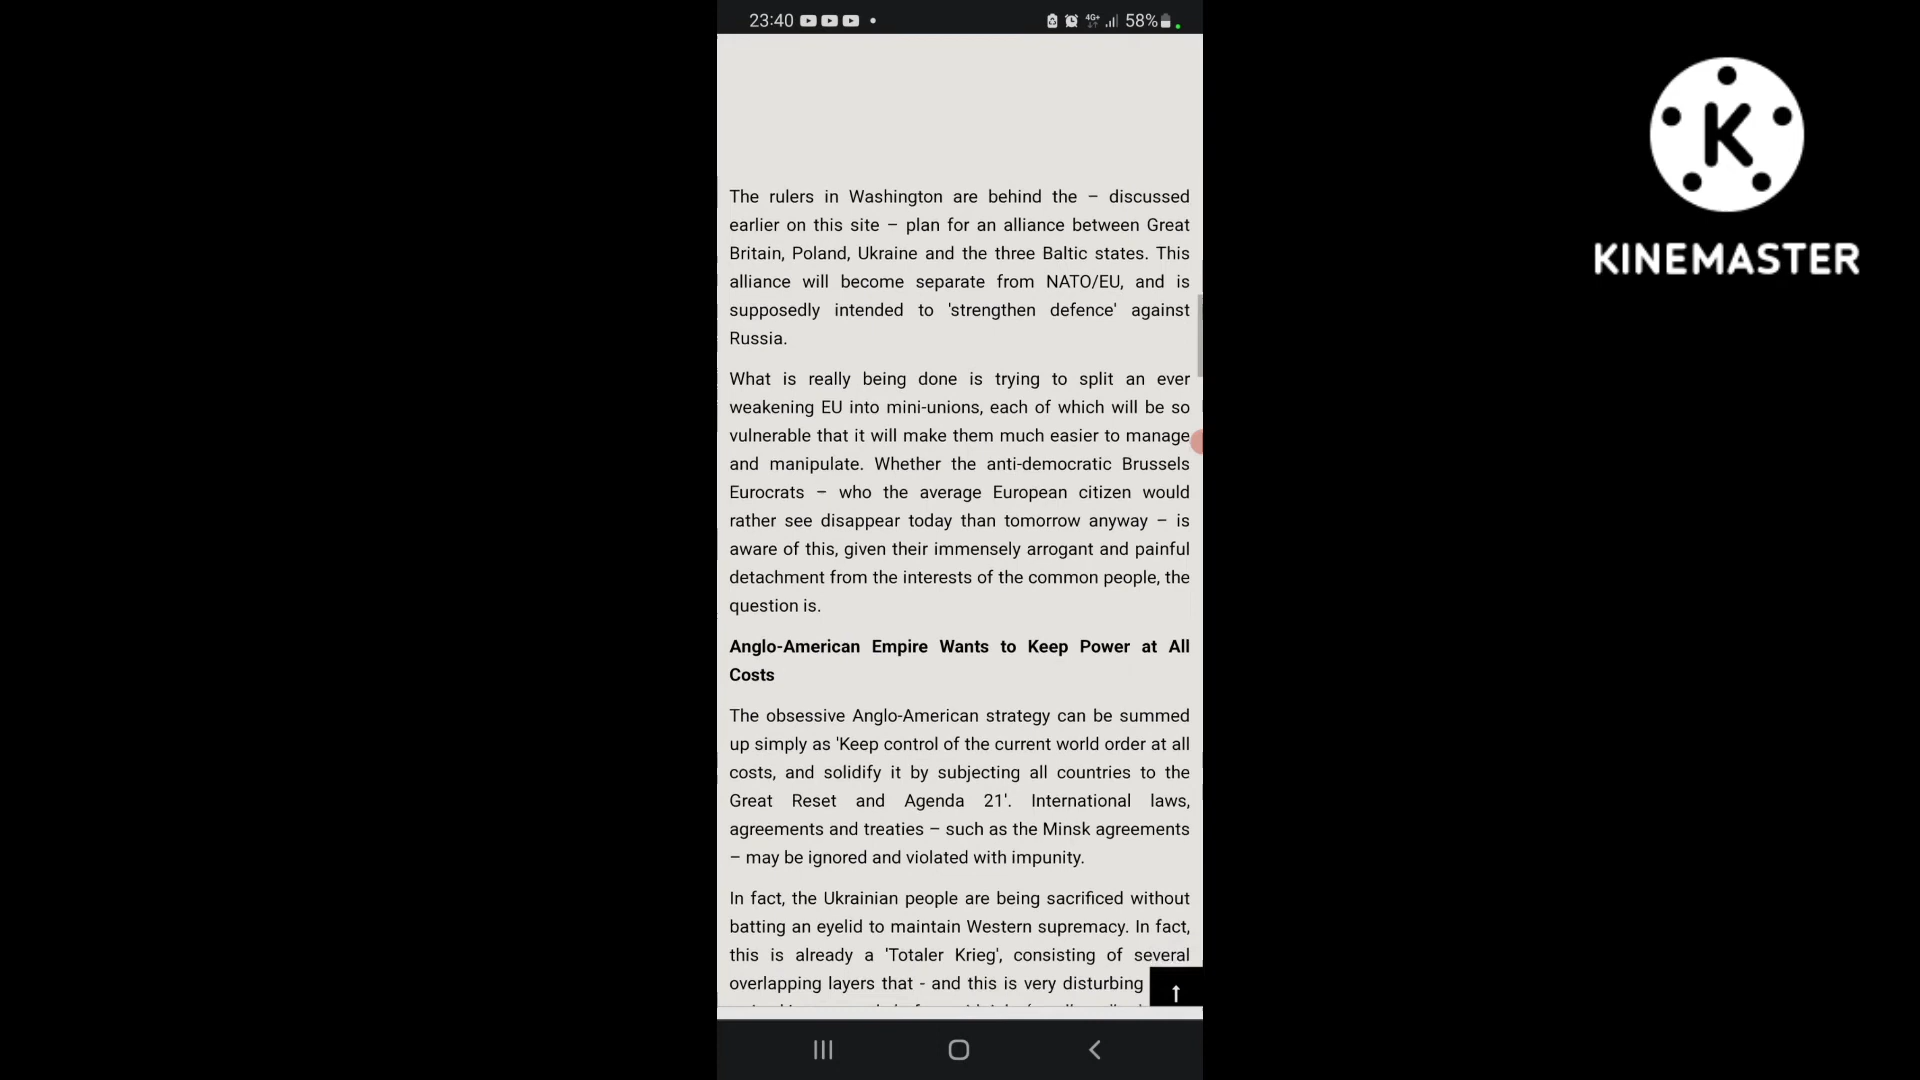 23:40
4G+
58%
K
KINEMASTER
The rulers in Washington are behind the – discussed
earlier on this site – plan for an alliance between Great
Britain, Poland, Ukraine and the three Baltic states. This
alliance will become separate from NATO/EU, and is
supposedly intended to 'strengthen defence' against
Russia.
What is really being done is trying to split an ever
weakening EU into mini-unions, each of which will be so
vulnerable that it will make them much easier to manage
and manipulate. Whether the anti-democratic Brussels
Eurocrats – who the average European citizen would
rather see disappear today than tomorrow anyway – is
aware of this, given their immensely arrogant and painful
detachment from the interests of the common people, the
question is.
Anglo-American Empire Wants to Keep Power at All
Costs
The obsessive Anglo-American strategy can be summed
up simply as 'Keep control of the current world order at all
costs, and solidify it by subjecting all countries to the
Great Reset and Agenda 21'. International laws,
agreements and treaties – such as the Minsk agreements
– may be ignored and violated with impunity.
In fact, the Ukrainian people are being sacrificed without
batting an eyelid to maintain Western supremacy. In fact,
this is already a 'Totaler Krieg', consisting of several
overlapping layers that - and this is very disturbing